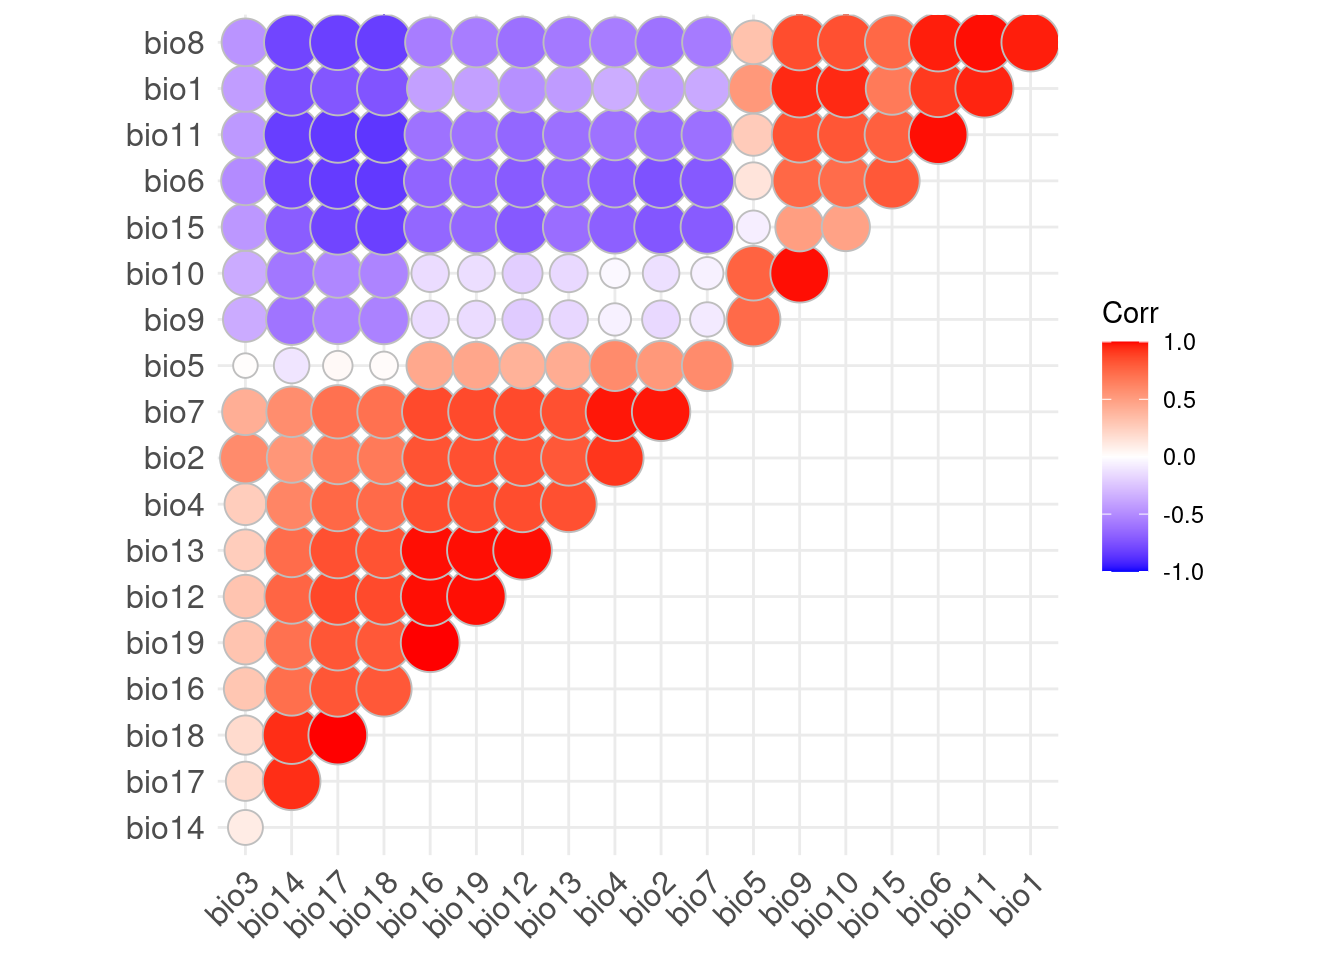 bio8
bio1
bio11
bio6
bio15
bio10
bio9
bio5
bio7
bio2
bio4
bio13
bio12
bio19
bio16
bio18
bio17
bio14
bio3 bio14 bio17 bio18 bio16 bio19 bio12 bio13 bio4 bio2 bio7 bio5 bio9 bio10 bio15 bio6 bio11 bio1
Corr
1.0
0.5
0.0
-0.5
-1.0